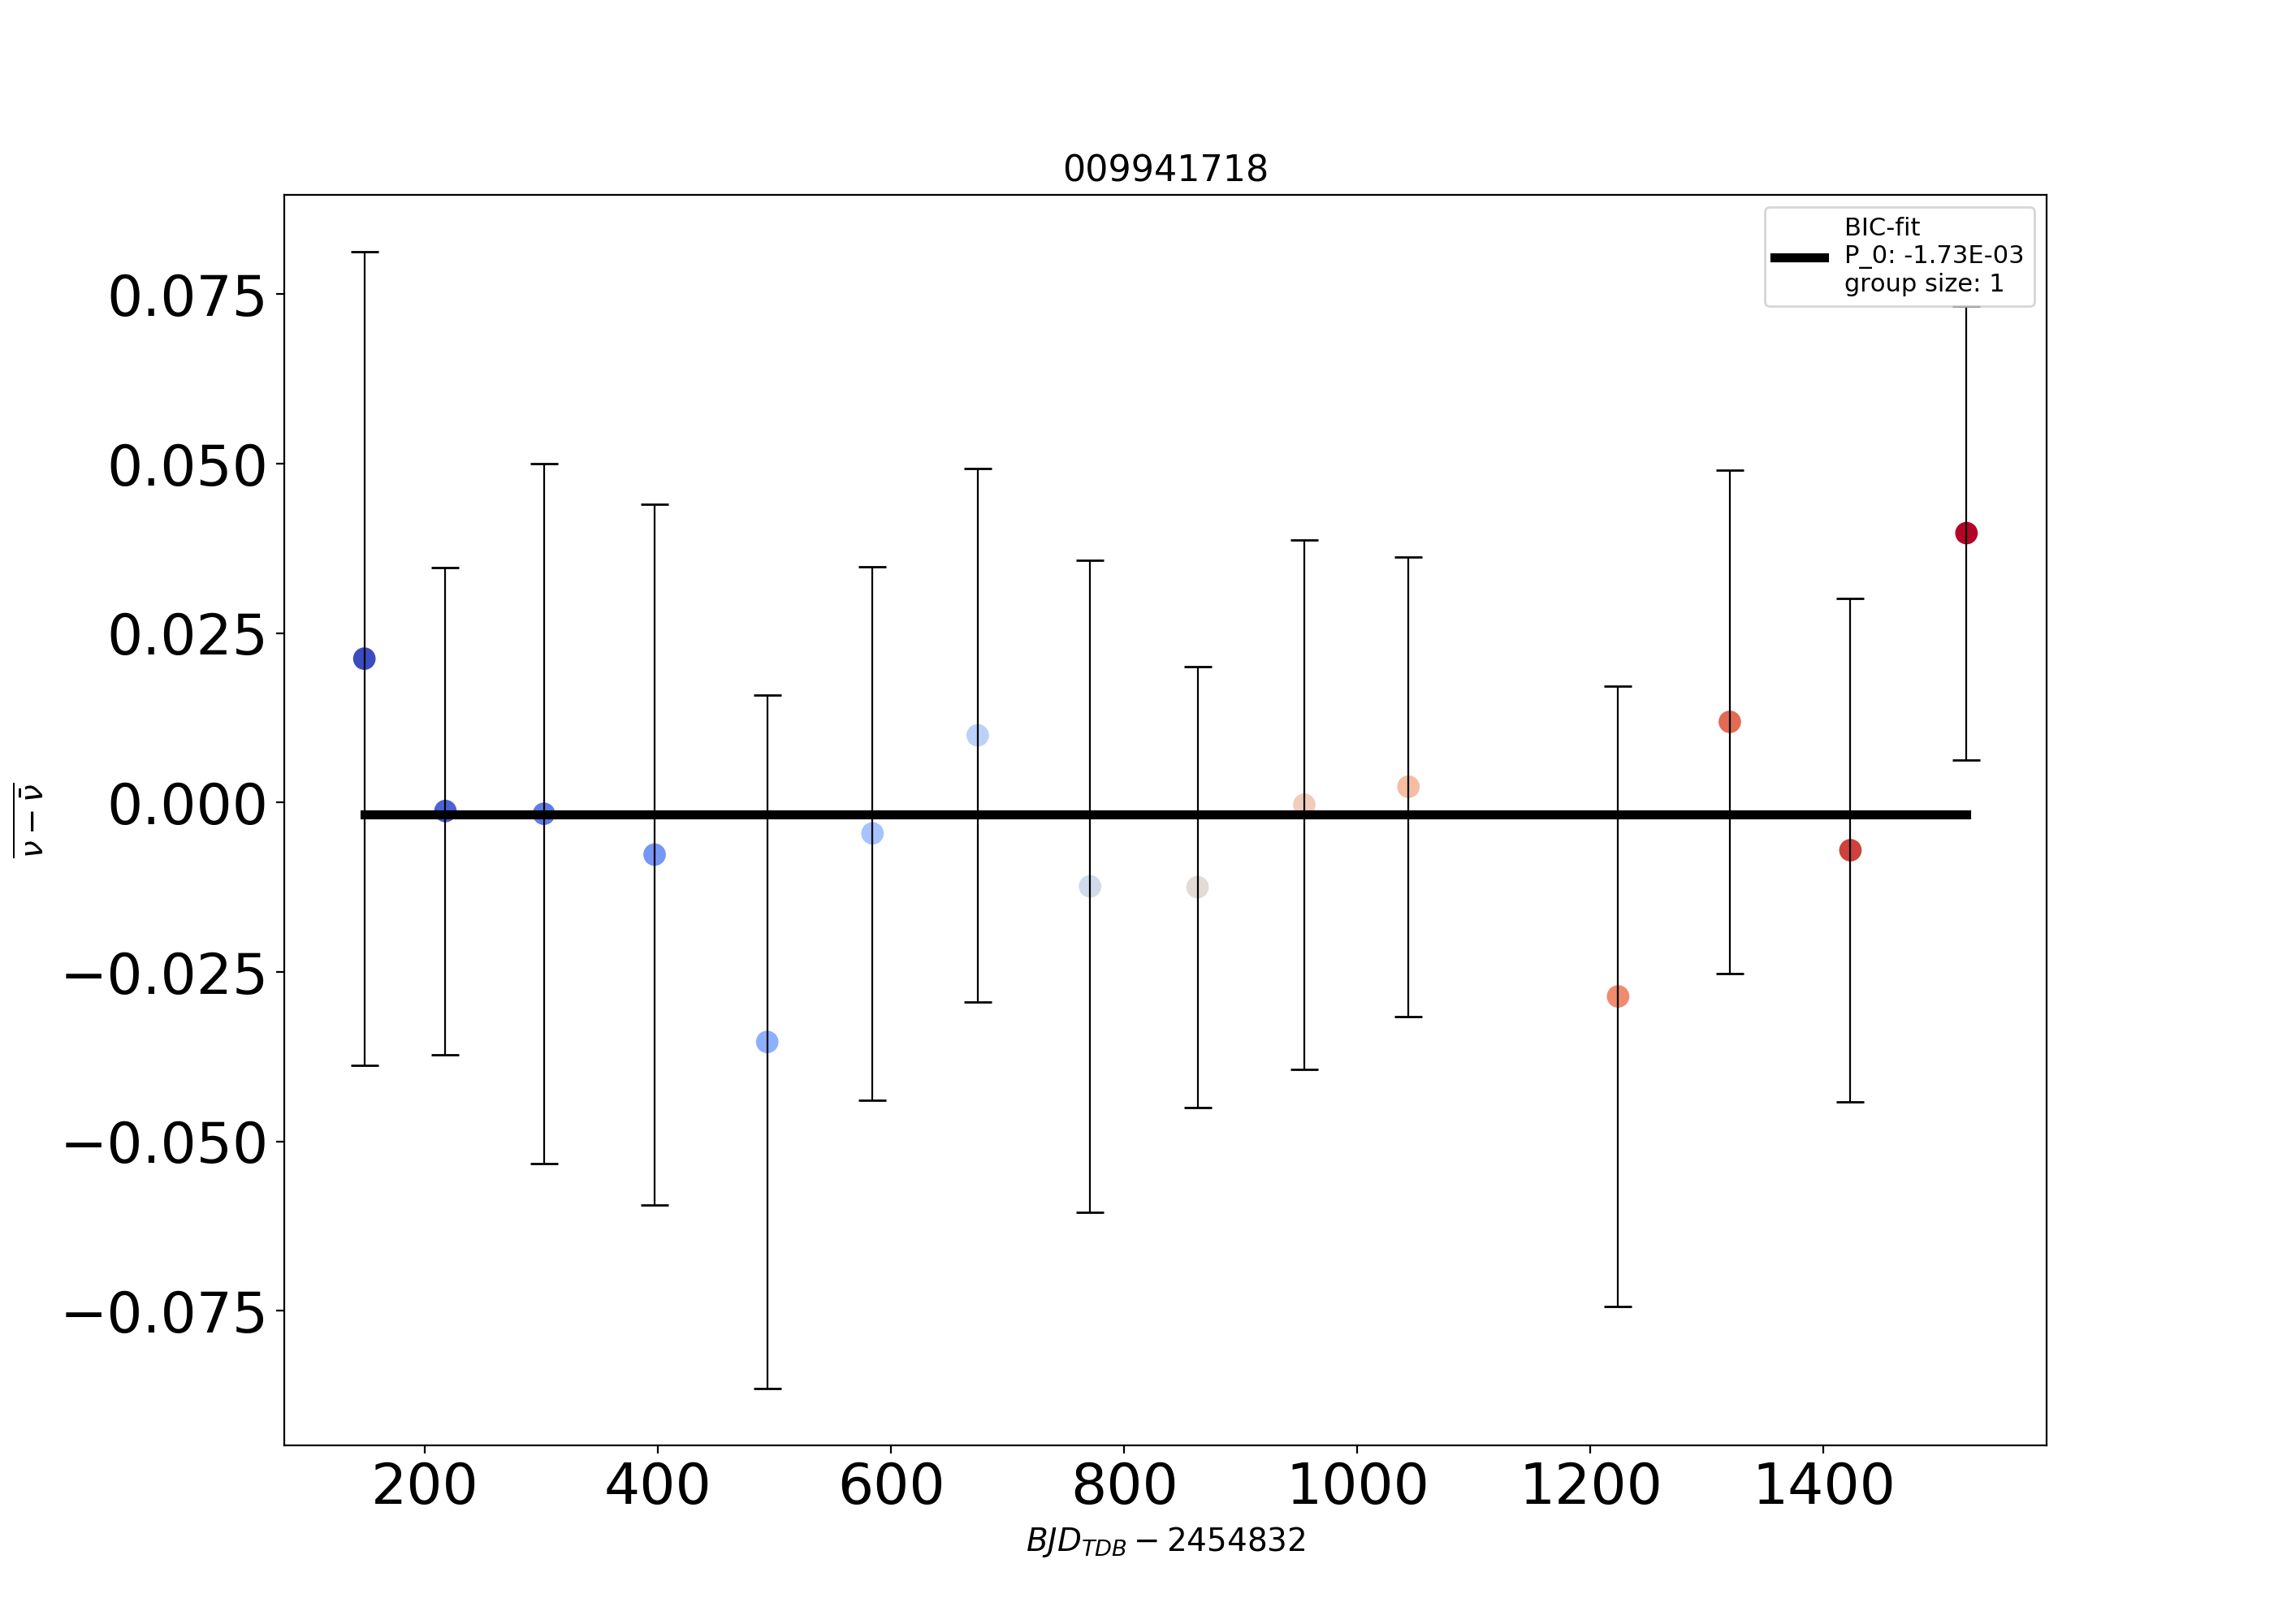 009941718
BIC-fit
P_0: -1.73E-03
group size: 1
0.075
0.050
0.025
0.000
−0.025
−0.050
−0.075
ν − ν̄
200 400 600 800 1000 1200 1400
BJD_TDB − 2454832